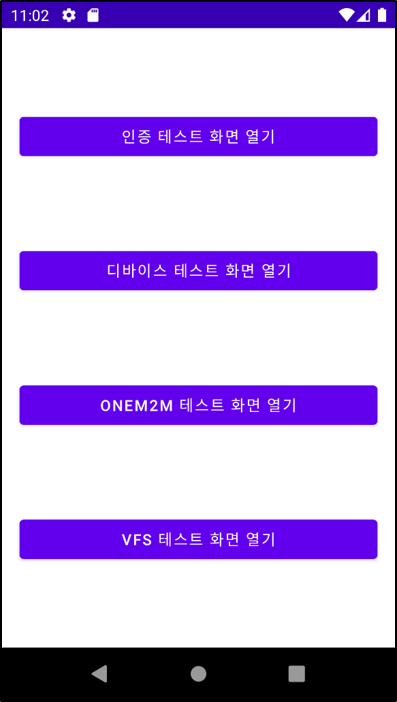 11:02
인증 테스트 화면 열기
디바이스 테스트 화면 열기
ONEM2M 테스트 화면 열기
VFS 테스트 화면 열기